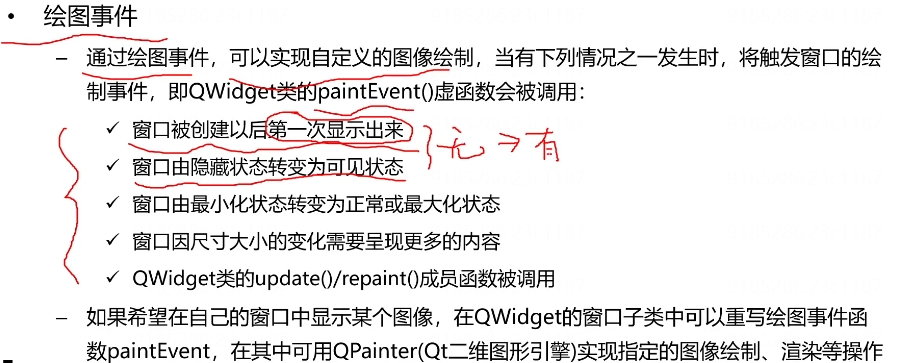 • 绘图事件
– 通过绘图事件，可以实现自定义的图像绘制，当有下列情况之一发生时，将触发窗口的绘
制事件，即QWidget类的paintEvent()虚函数会被调用：
✓ 窗口被创建以后第一次显示出来
✓ 窗口由隐藏状态转变为可见状态
无→有
✓ 窗口由最小化状态转变为正常或最大化状态
✓ 窗口因尺寸大小的变化需要呈现更多的内容
✓ QWidget类的update()/repaint()成员函数被调用
– 如果希望在自己的窗口中显示某个图像，在QWidget的窗口子类中可以重写绘图事件函
数paintEvent，在其中可用QPainter(Qt二维图形引擎)实现指定的图像绘制、渲染等操作